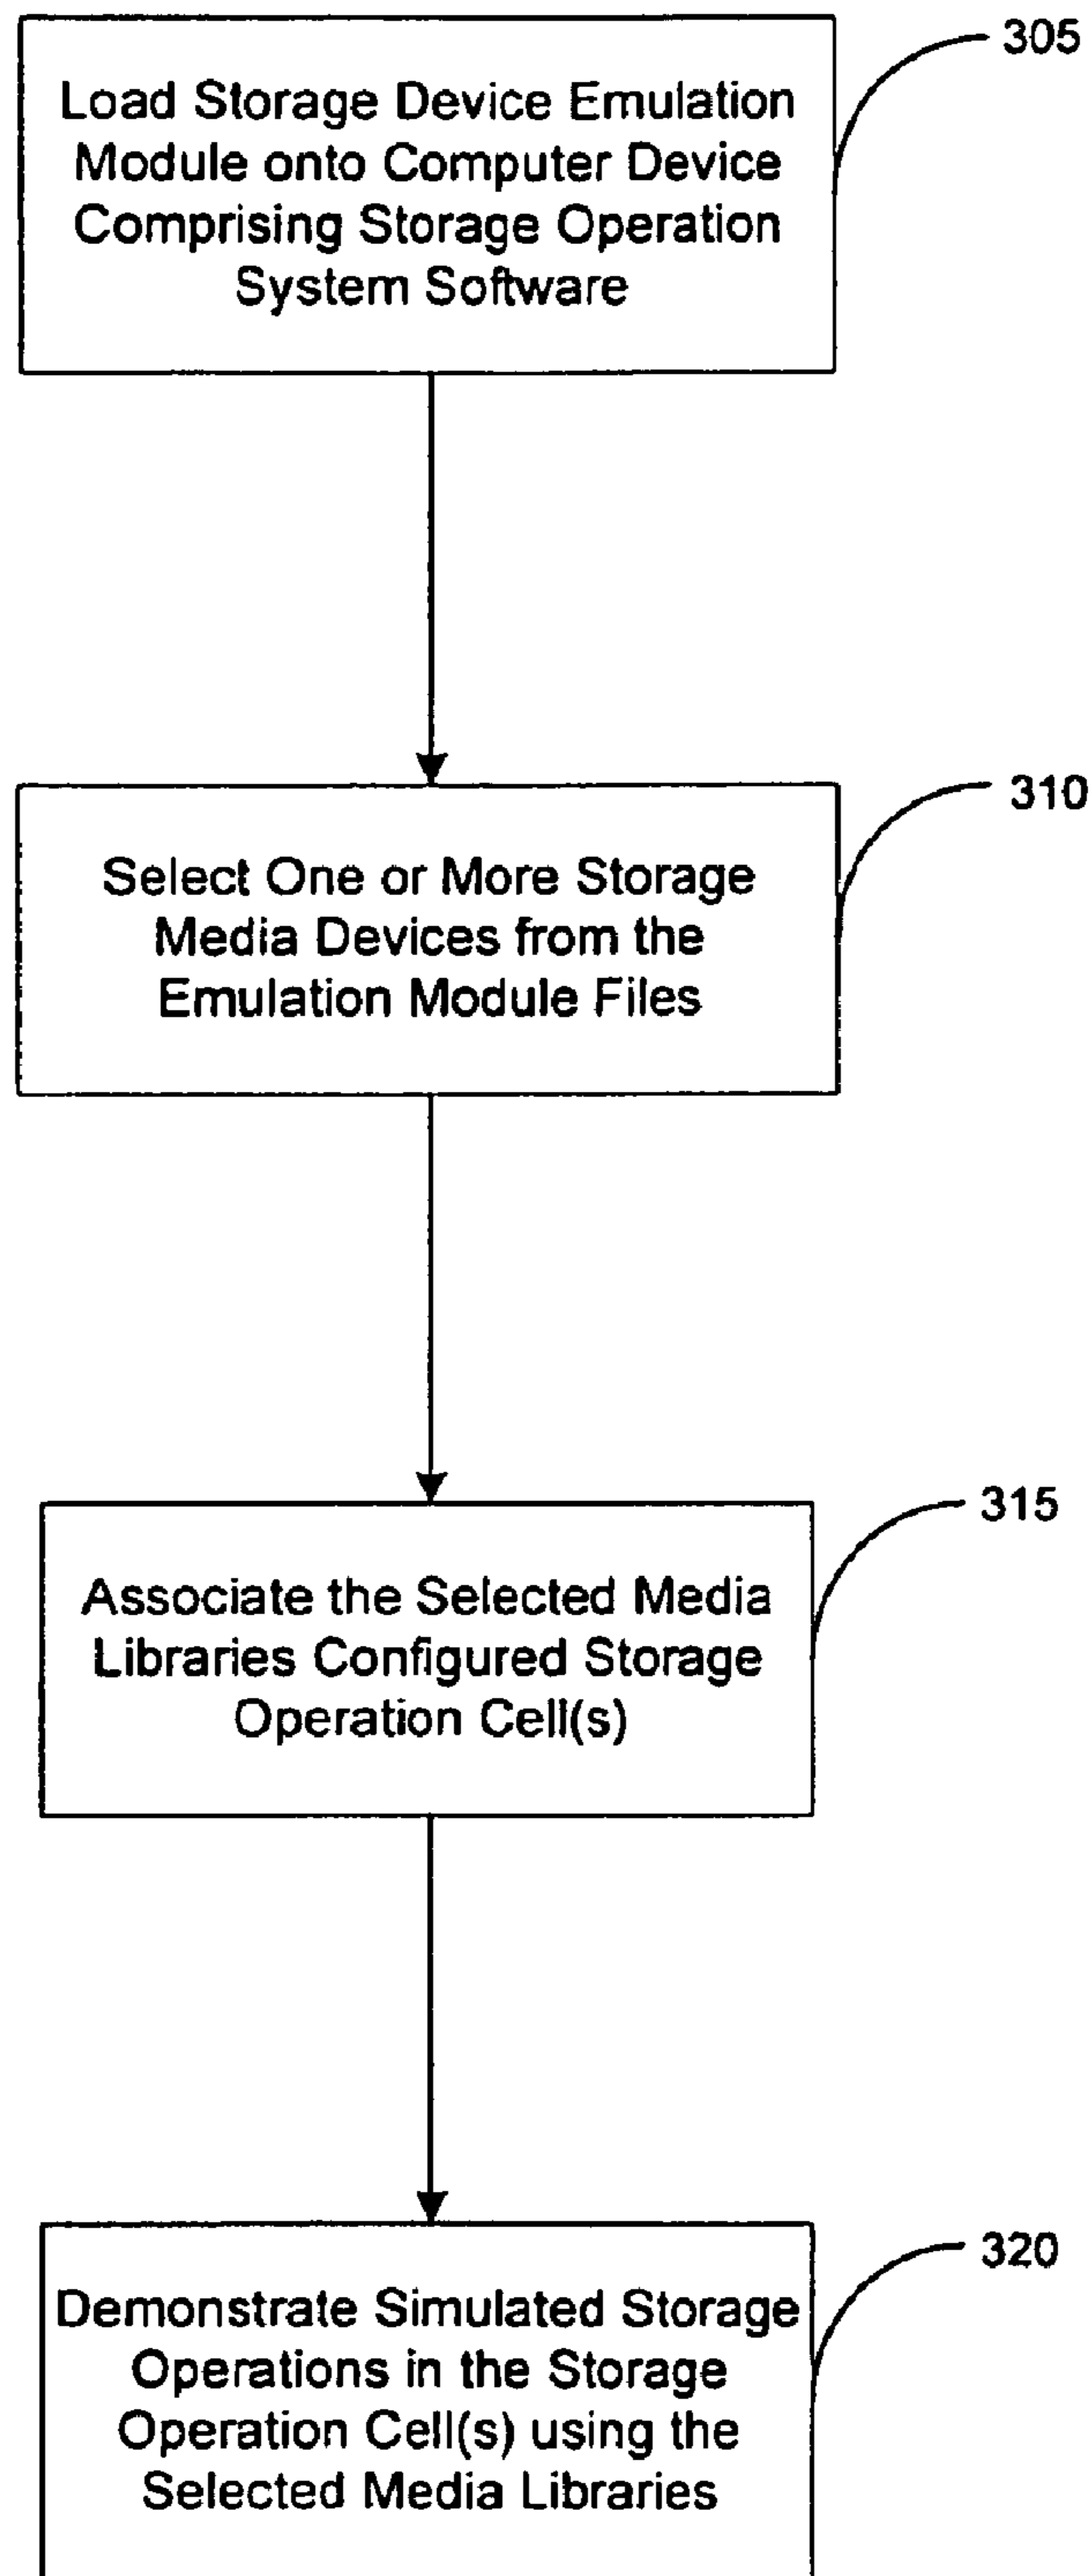 305
Load Storage Device Emulation
Module onto Computer Device
Comprising Storage Operation
System Software
310
Select One or More Storage
Media Devices from the
Emulation Module Files
315
Associate the Selected Media
Libraries Configured Storage
Operation Cell(s)
320
Demonstrate Simulated Storage
Operations in the Storage
Operation Cell(s) using the
Selected Media Libraries